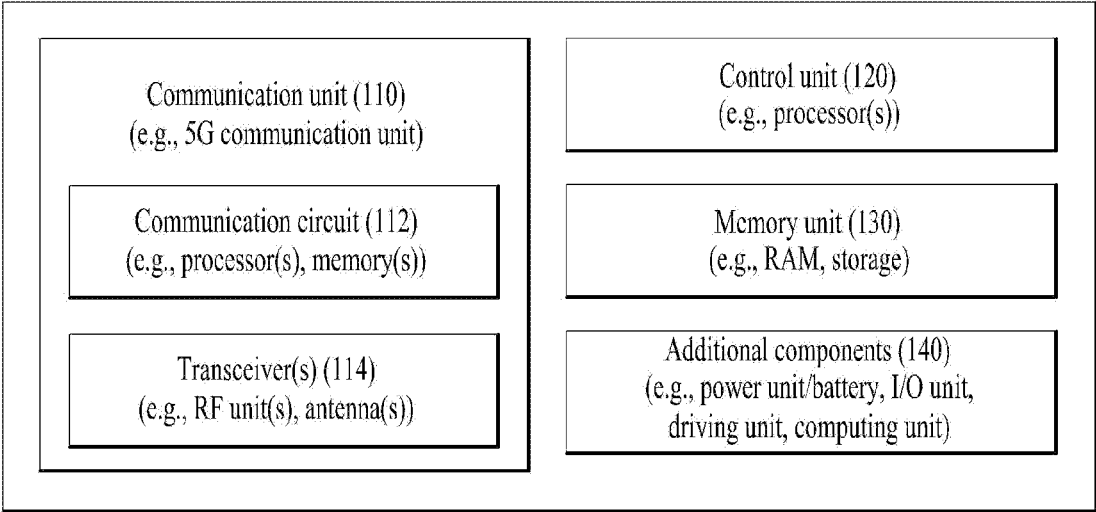 Communication unit (110)
(e.g., 5G communication unit)
Communication circuit (112)
(e.g., processor(s), memory(s))
Transceiver(s) (114)
(e.g., RF unit(s), antenna(s))
Control unit (120)
(e.g., processor(s))
Memory unit (130)
(e.g., RAM, storage)
Additional components (140)
(e.g., power unit/battery, I/O unit,
driving unit, computing unit)